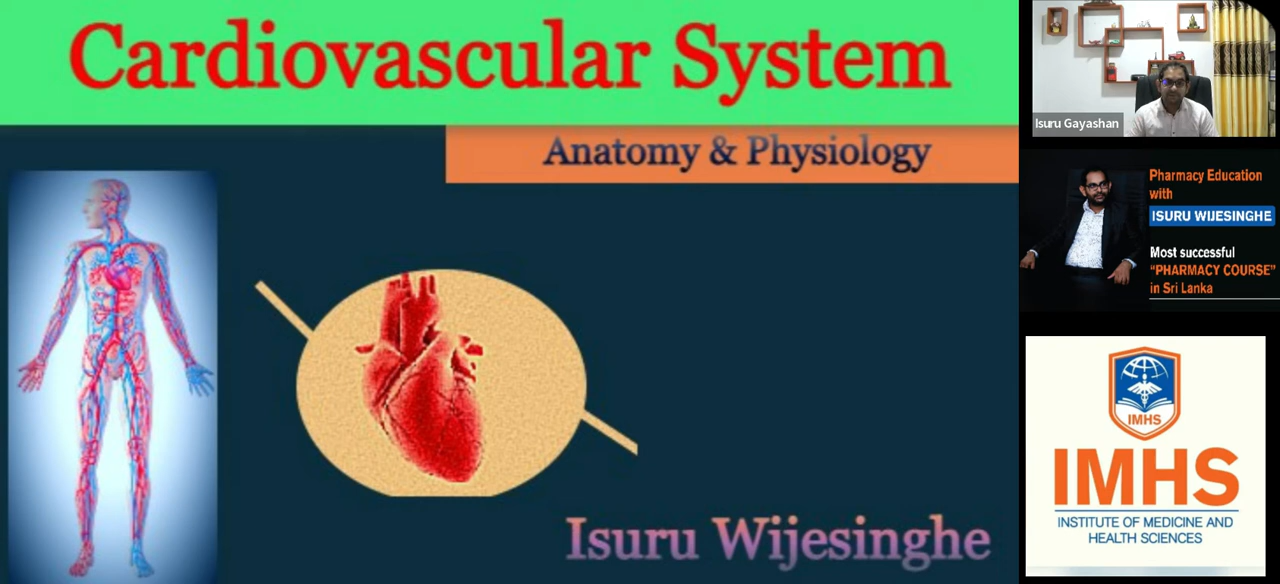 Cardiovascular System
Anatomy & Physiology
Isuru Wijesinghe
Isuru Gayashan
Pharmacy Education
with
ISURU WIJESINGHE
Most successful
“PHARMACY COURSE”
in Sri Lanka
IMHS
IMHS
INSTITUTE OF MEDICINE AND
HEALTH SCIENCES